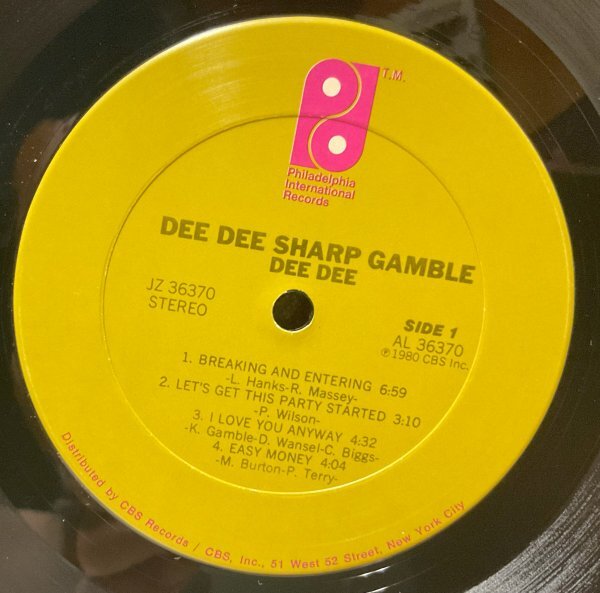 T.M.
Philadelphia
International
Records
DEE DEE SHARP GAMBLE
DEE DEE
JZ 36370
STEREO
SIDE 1
AL 36370
℗1980 CBS Inc.
1. BREAKING AND ENTERING 6:59
-L. Hanks-R. Massey-
2. LET'S GET THIS PARTY STARTED 3:10
-P. Wilson-
3. I LOVE YOU ANYWAY 4:32
-K. Gamble-D. Wansel-C. Biggs-
4. EASY MONEY 4:04
-M. Burton-P. Terry-
Distributed by CBS Records / CBS, Inc., 51 West 52 Street, New York City